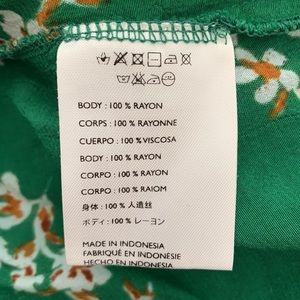 BODY : 100 % RAYON
CORPS : 100 % RAYONNE
CUERPO : 100 % VISCOSA
BODY : 100 % RAYON
CORPO : 100 % RAYON
CORPO : 100 % RAIOM
身体 : 100 % 人造丝
ボディ : 100 % レーヨン
MADE IN INDONESIA
FABRIQUÉ EN INDONÉSIE
HECHO EN INDONESIA